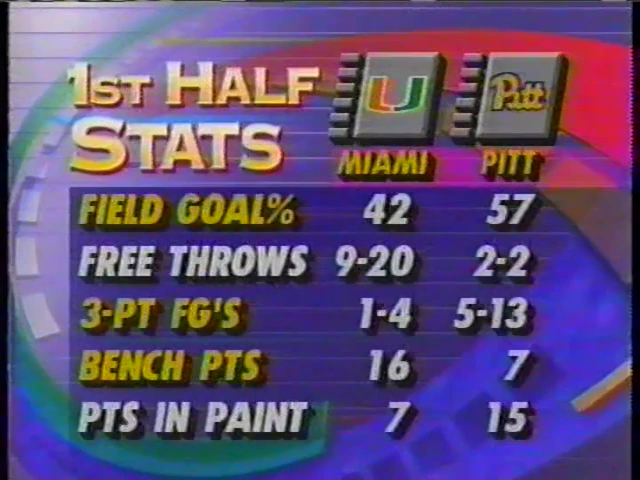 1ST HALF
STATS
U Pitt
MIAMI PITT
FIELD GOAL% 42 57
FREE THROWS 9-20 2-2
3-PT FG'S 1-4 5-13
BENCH PTS 16 7
PTS IN PAINT 7 15